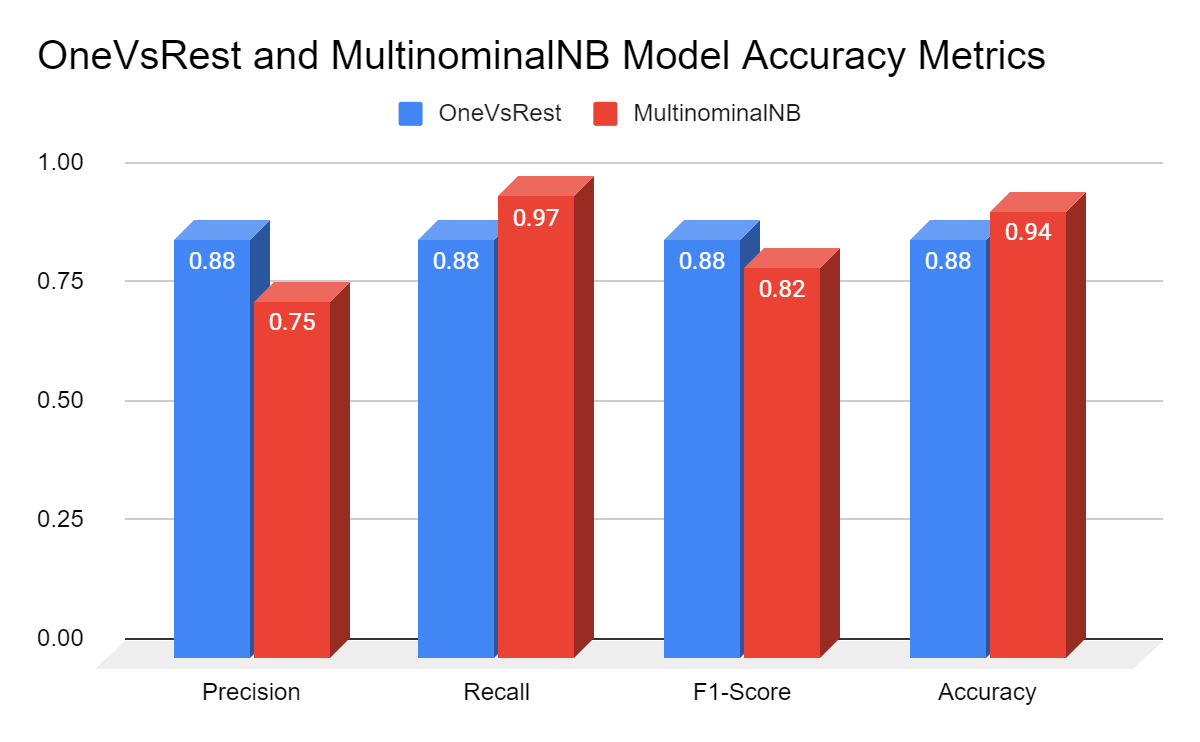 OneVsRest and MultinominalNB Model Accuracy Metrics
OneVsRest MultinominalNB
1.00
0.75
0.50
0.25
0.00
0.88 0.75 0.88 0.97 0.88 0.82 0.88 0.94
Precision Recall F1-Score Accuracy